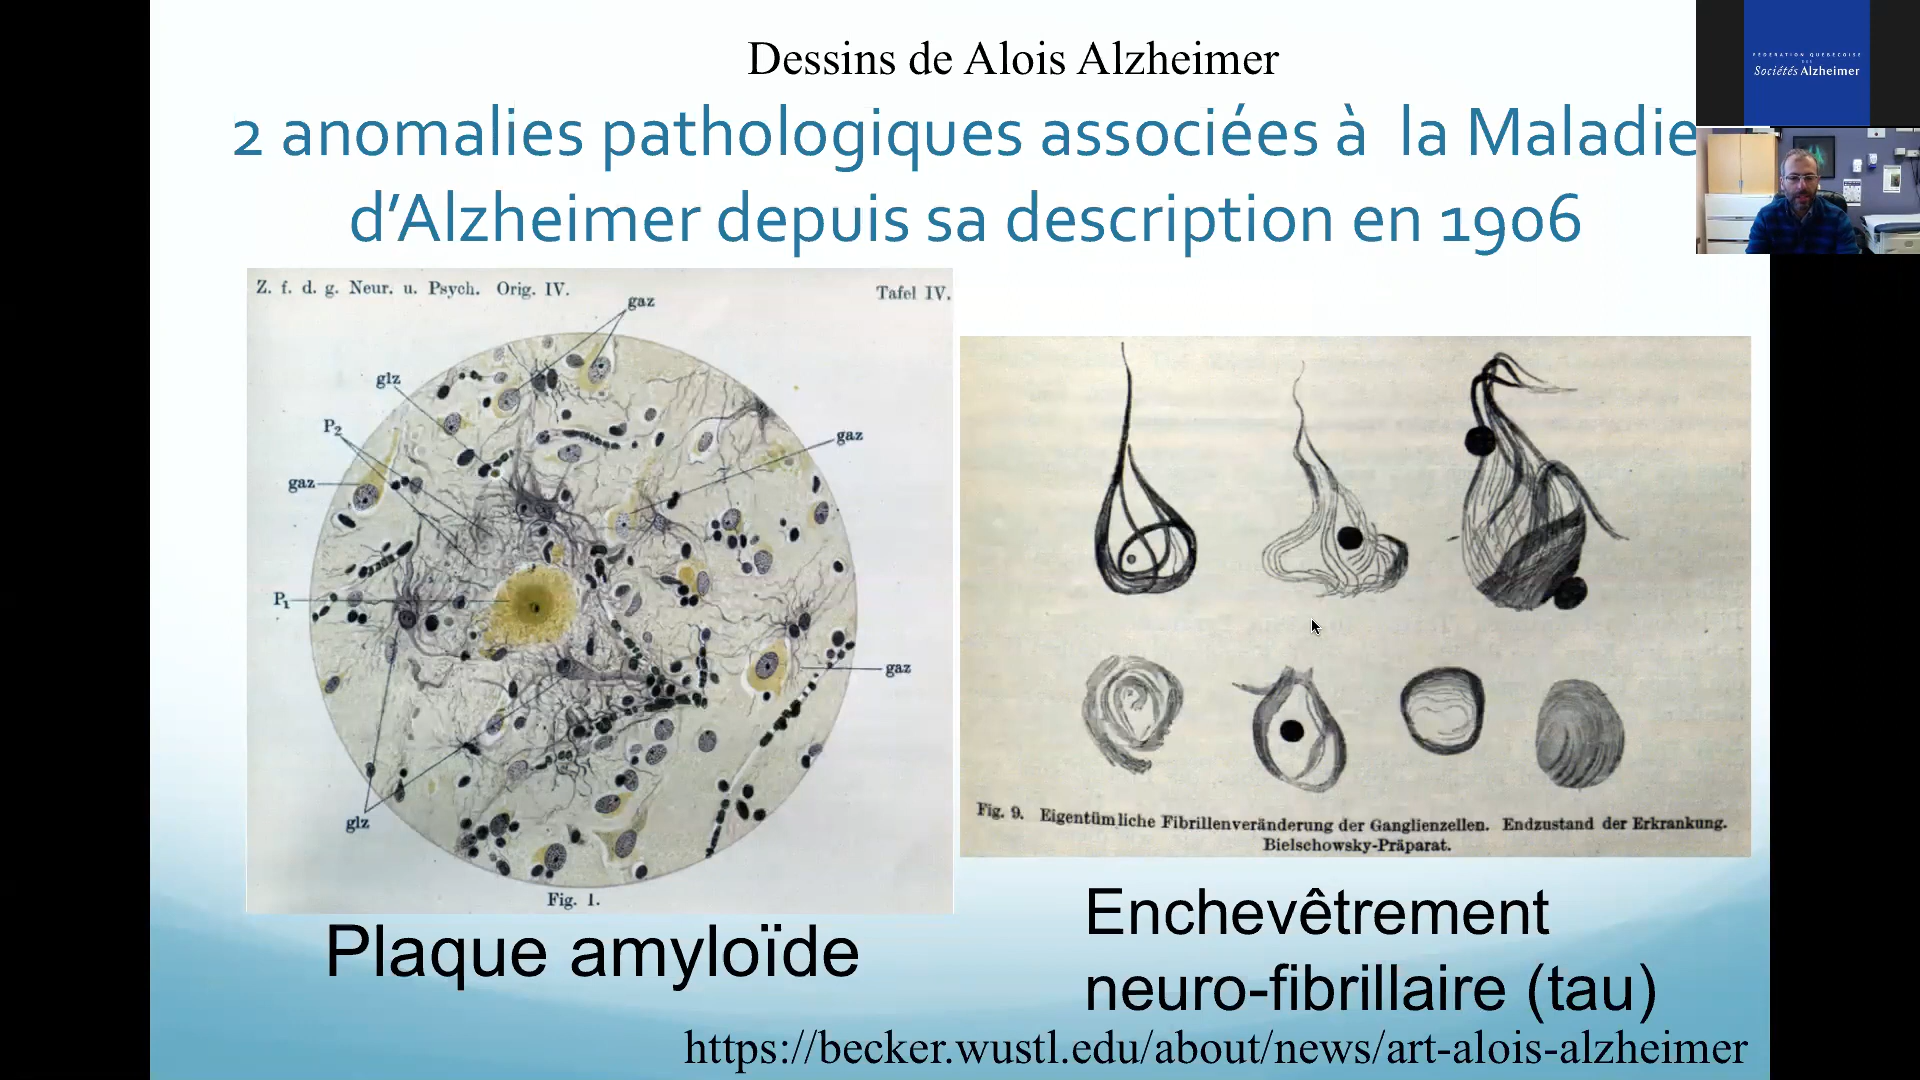 Dessins de Alois Alzheimer
2 anomalies pathologiques associées à la Maladie
d’Alzheimer depuis sa description en 1906
FÉDÉRATION QUÉBÉCOISE
DES
Sociétés Alzheimer
Z. f. d. g. Neur. u. Psych. Orig. IV.
Tafel IV.
gaz
glz
P2
gaz
gaz
P1
gaz
glz
Fig. 1.
Fig. 9. Eigentümliche Fibrillenveränderung der Ganglienzellen. Endzustand der Erkrankung.
Bielschowsky-Präparat.
Plaque amyloïde
Enchevêtrement
neuro-fibrillaire (tau)
https://becker.wustl.edu/about/news/art-alois-alzheimer